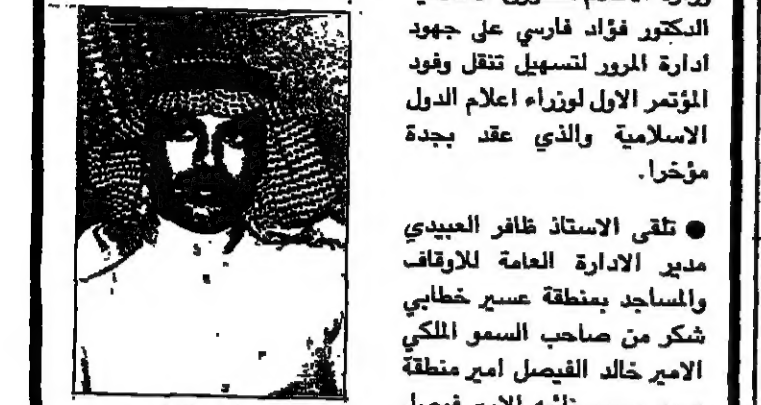 الدكتور فؤاد فارسي على جهود
ادارة المرور لتسهيل تنقل وفود
المؤتمر الاول لوزراء اعلام الدول
الاسلامية والذي عقد بجدة
مؤخرا.
● تلقى الاستاذ ظافر العبيدي
مدير الادارة العامة للاوقاف
والمساجد بمنطقة عسير خطابي
شكر من صاحب السمو الملكي
الامير خالد الفيصل امير منطقة